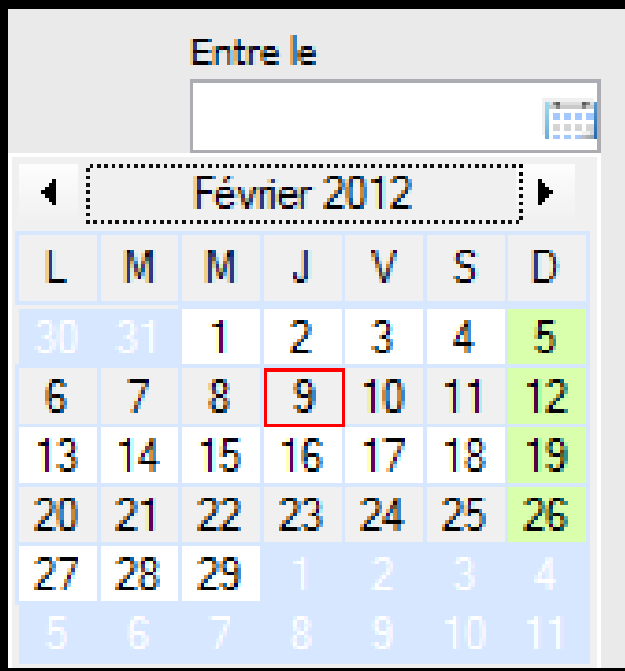 Entre le
Février 2012
L M M J V S D
30 31 1 2 3 4 5
6 7 8 9 10 11 12
13 14 15 16 17 18 19
20 21 22 23 24 25 26
27 28 29 1 2 3 4
5 6 7 8 9 10 11